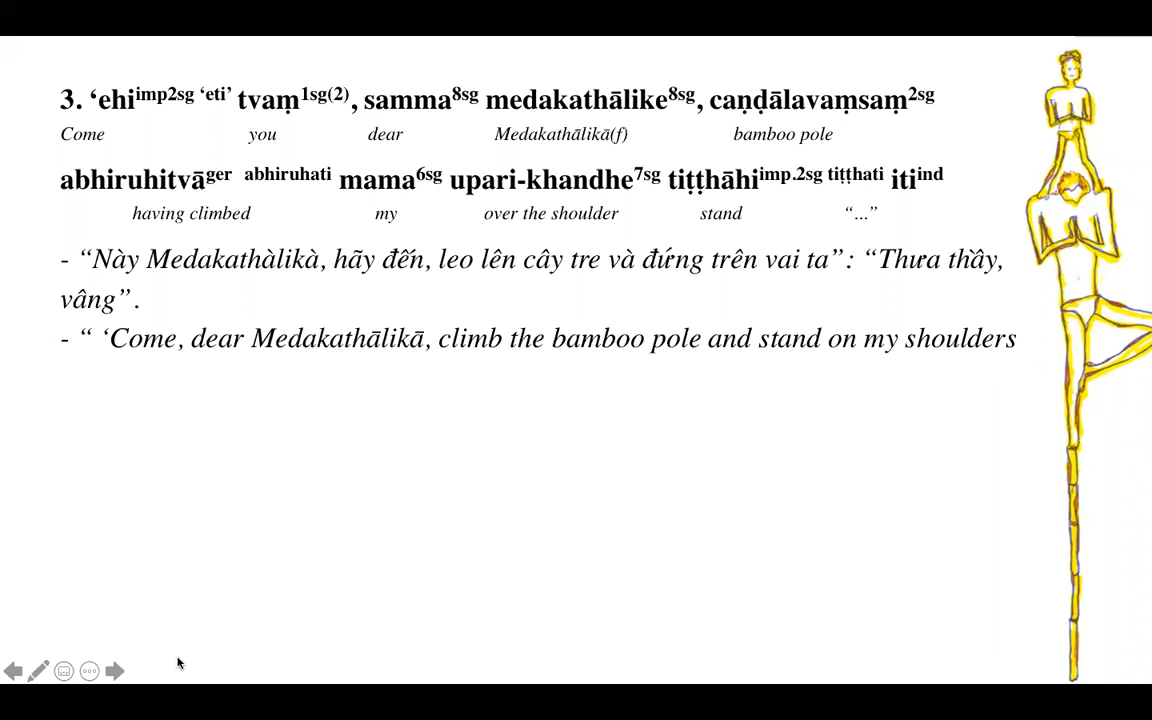 3. ‘ehiimp2sg ‘eti’ tvaṃ1sg(2), samma8sg medakathālike8sg, caṇḍālavaṃsaṃ2sg
Come you dear Medakathālikā(f) bamboo pole
abhiruhitvāger abhiruhati mama6sg upari-khandhe7sg tiṭṭhāhiimp.2sg tiṭṭhati itiind
having climbed my over the shoulder stand “...”
- “Này Medakathàlikà, hãy đến, leo lên cây tre và đứng trên vai ta”: “Thưa thầy,
vâng”.
- “ ‘Come, dear Medakathālikā, climb the bamboo pole and stand on my shoulders